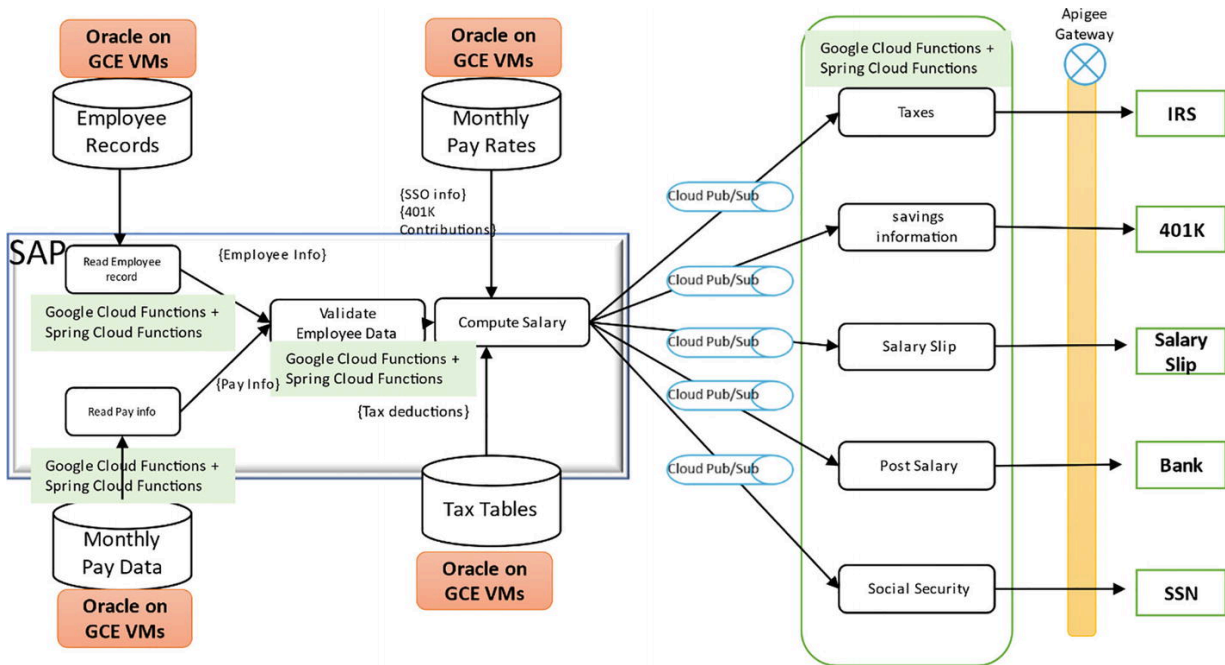 Oracle on
GCE VMs
Employee
Records
Oracle on
GCE VMs
Monthly
Pay Rates
{SSO info}
{401K
Contributions}
SAP
Read Employee
record
{Employee Info}
Google Cloud Functions +
Spring Cloud Functions
Validate
Employee Data
Google Cloud Functions +
Spring Cloud Functions
Compute Salary
{Pay Info}
{Tax deductions}
Read Pay info
Google Cloud Functions +
Spring Cloud Functions
Monthly
Pay Data
Oracle on
GCE VMs
Tax Tables
Oracle on
GCE VMs
Cloud Pub/Sub
Cloud Pub/Sub
Cloud Pub/Sub
Cloud Pub/Sub
Cloud Pub/Sub
Google Cloud Functions +
Spring Cloud Functions
Taxes
savings
information
Salary Slip
Post Salary
Social Security
Apigee
Gateway
IRS
401K
Salary
Slip
Bank
SSN